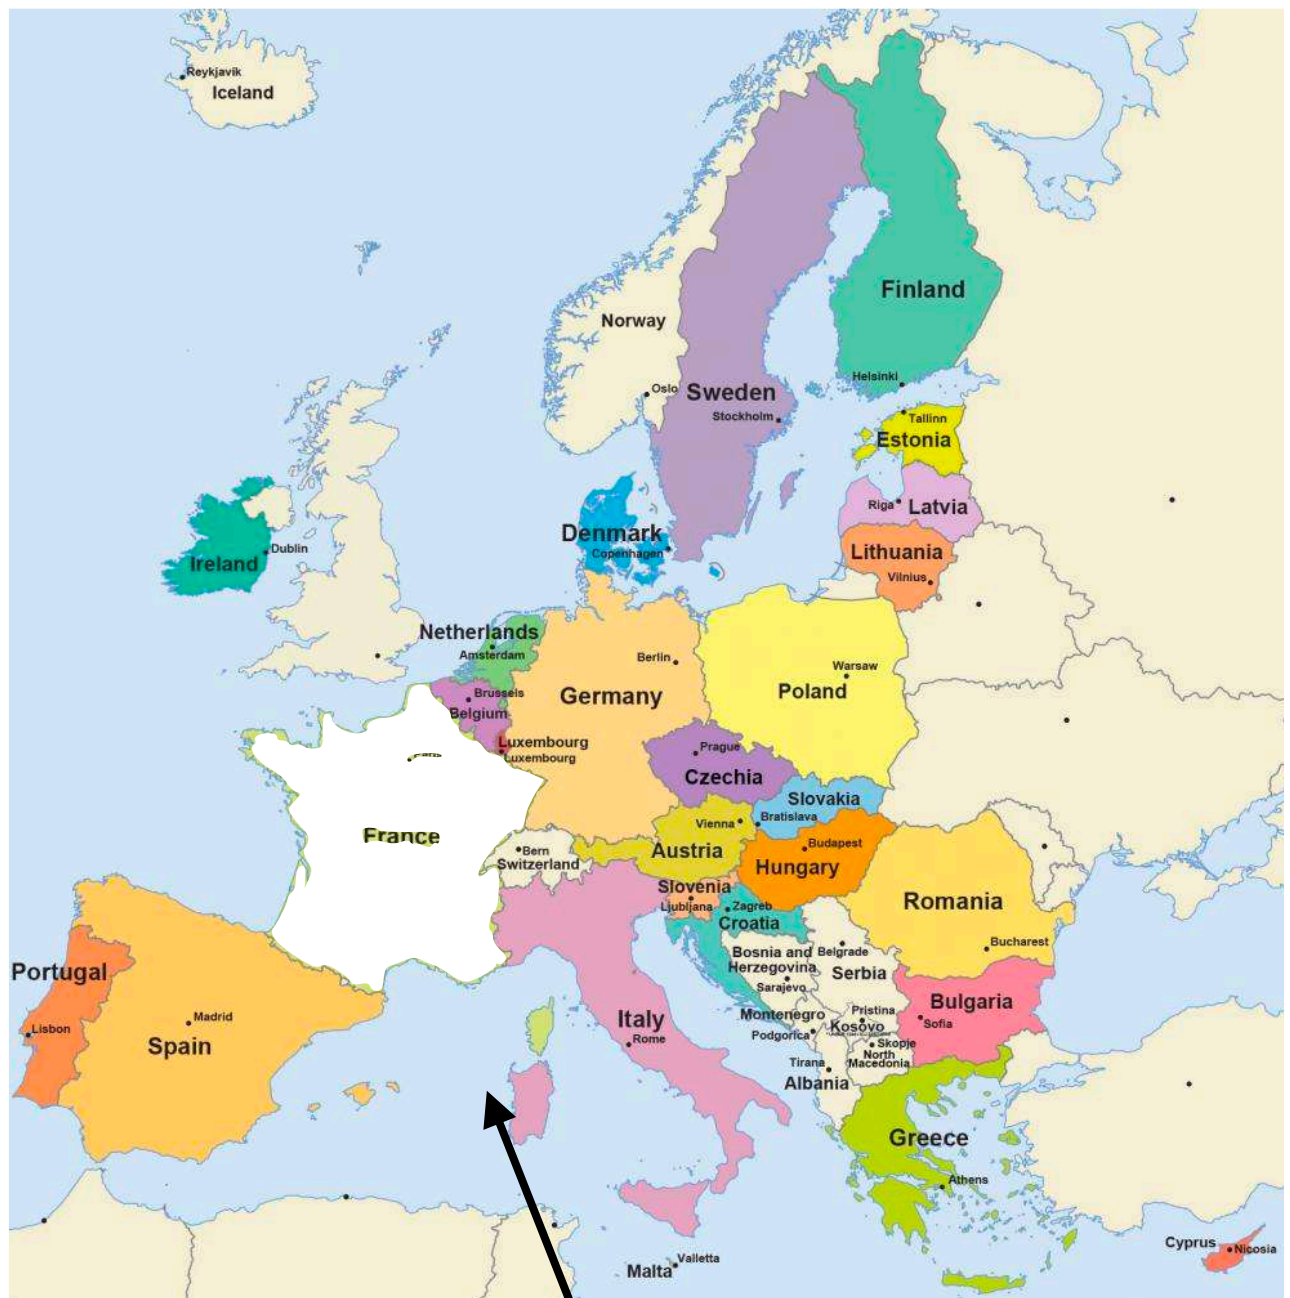 Reykjavik
Iceland
Finland
Norway
Helsinki
Oslo
Sweden
Stockholm
Tallinn
Estonia
Riga
Latvia
Denmark
Copenhagen
Lithuania
Vilnius
Dublin
Ireland
Netherlands
Amsterdam
Berlin
Warsaw
Germany
Poland
Brussels
Belgium
Luxembourg
Luxembourg
Prague
Czechia
Slovakia
Bratislava
Vienna
France
Bern
Switzerland
Austria
Budapest
Hungary
Slovenia
Ljubljana
Zagreb
Croatia
Romania
Bucharest
Bosnia and
Herzegovina
Sarajevo
Belgrade
Serbia
Portugal
Lisbon
Madrid
Spain
Italy
Rome
Montenegro
Podgorica
Pristina
Kosovo
Bulgaria
Sofia
Skopje
North
Macedonia
Tirana
Albania
Greece
Athens
Valletta
Malta
Cyprus
Nicosia